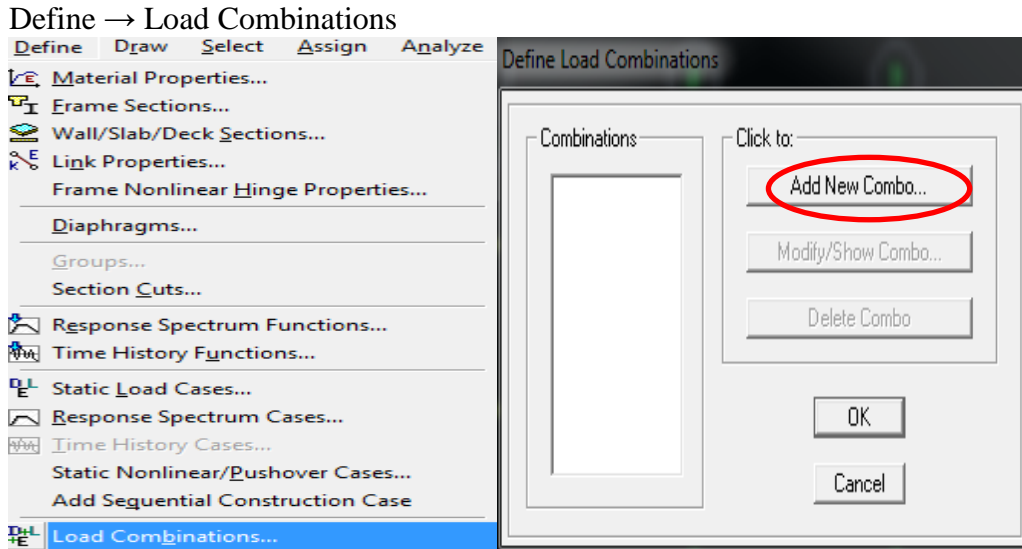 Define → Load Combinations
Define Draw Select Assign Analyze
Material Properties...
Frame Sections...
Wall/Slab/Deck Sections...
Link Properties...
Frame Nonlinear Hinge Properties...
Diaphragms...
Groups...
Section Cuts...
Response Spectrum Functions...
Time History Functions...
Static Load Cases...
Response Spectrum Cases...
Time History Cases...
Static Nonlinear/Pushover Cases...
Add Sequential Construction Case
Load Combinations...
Define Load Combinations
Combinations
Click to:
Add New Combo...
Modify/Show Combo...
Delete Combo
OK
Cancel